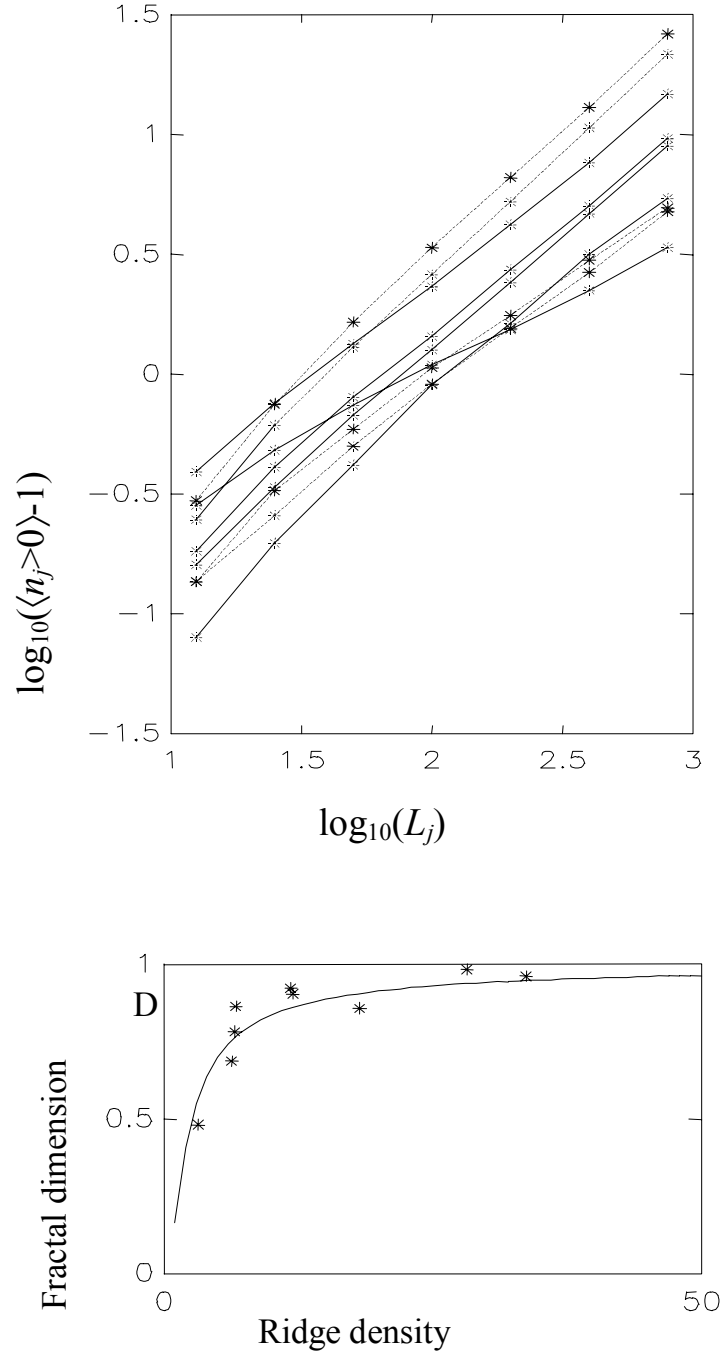 1.5
1
0.5
0
−0.5
−1
−1.5
log₁₀(⟨nⱼ>0⟩-1)
1 1.5 2 2.5 3
log₁₀(Lⱼ)
1
D
0.5
0
Fractal dimension
0 50
Ridge density